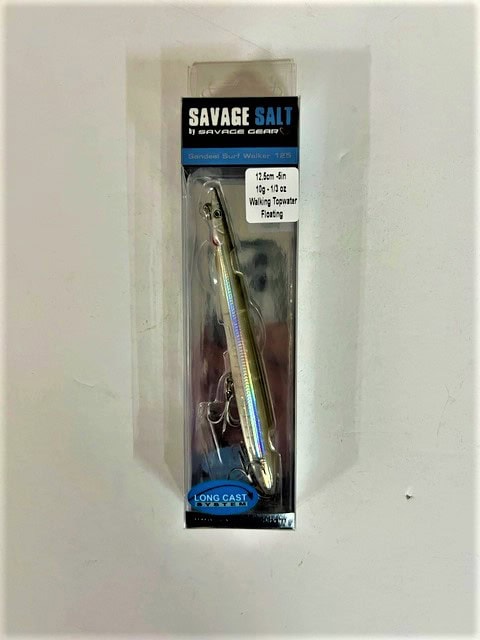 SAVAGE SALT
by SAVAGE GEAR
Sandeel Surf Walker 125
12.5cm -5in
10g - 1/3 oz
Walking Topwater
Floating
LONG CAST
SYSTEM